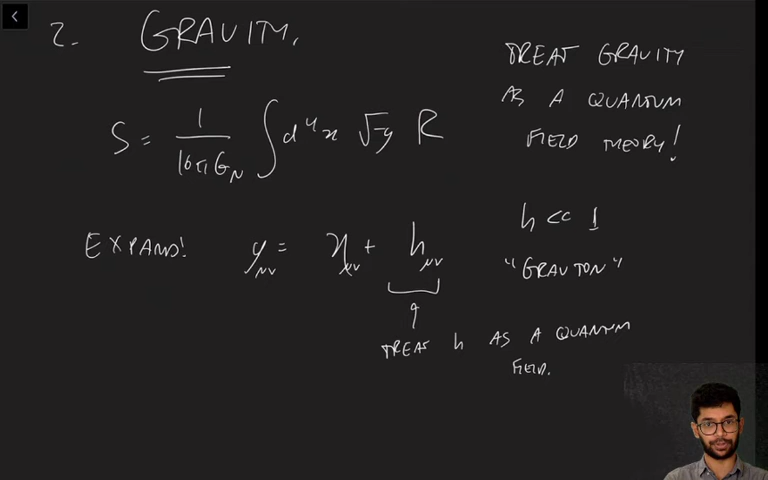 2. GRAVITY.
TREAT GRAVITY
AS A QUANTUM
FIELD THEORY!
S = 1/16πG_N ∫ d⁴x √-g R
EXPAND! g_μν = η_μν + h_μν
h << 1
"GRAVITON"
TREAT h AS A QUANTUM
FIELD.